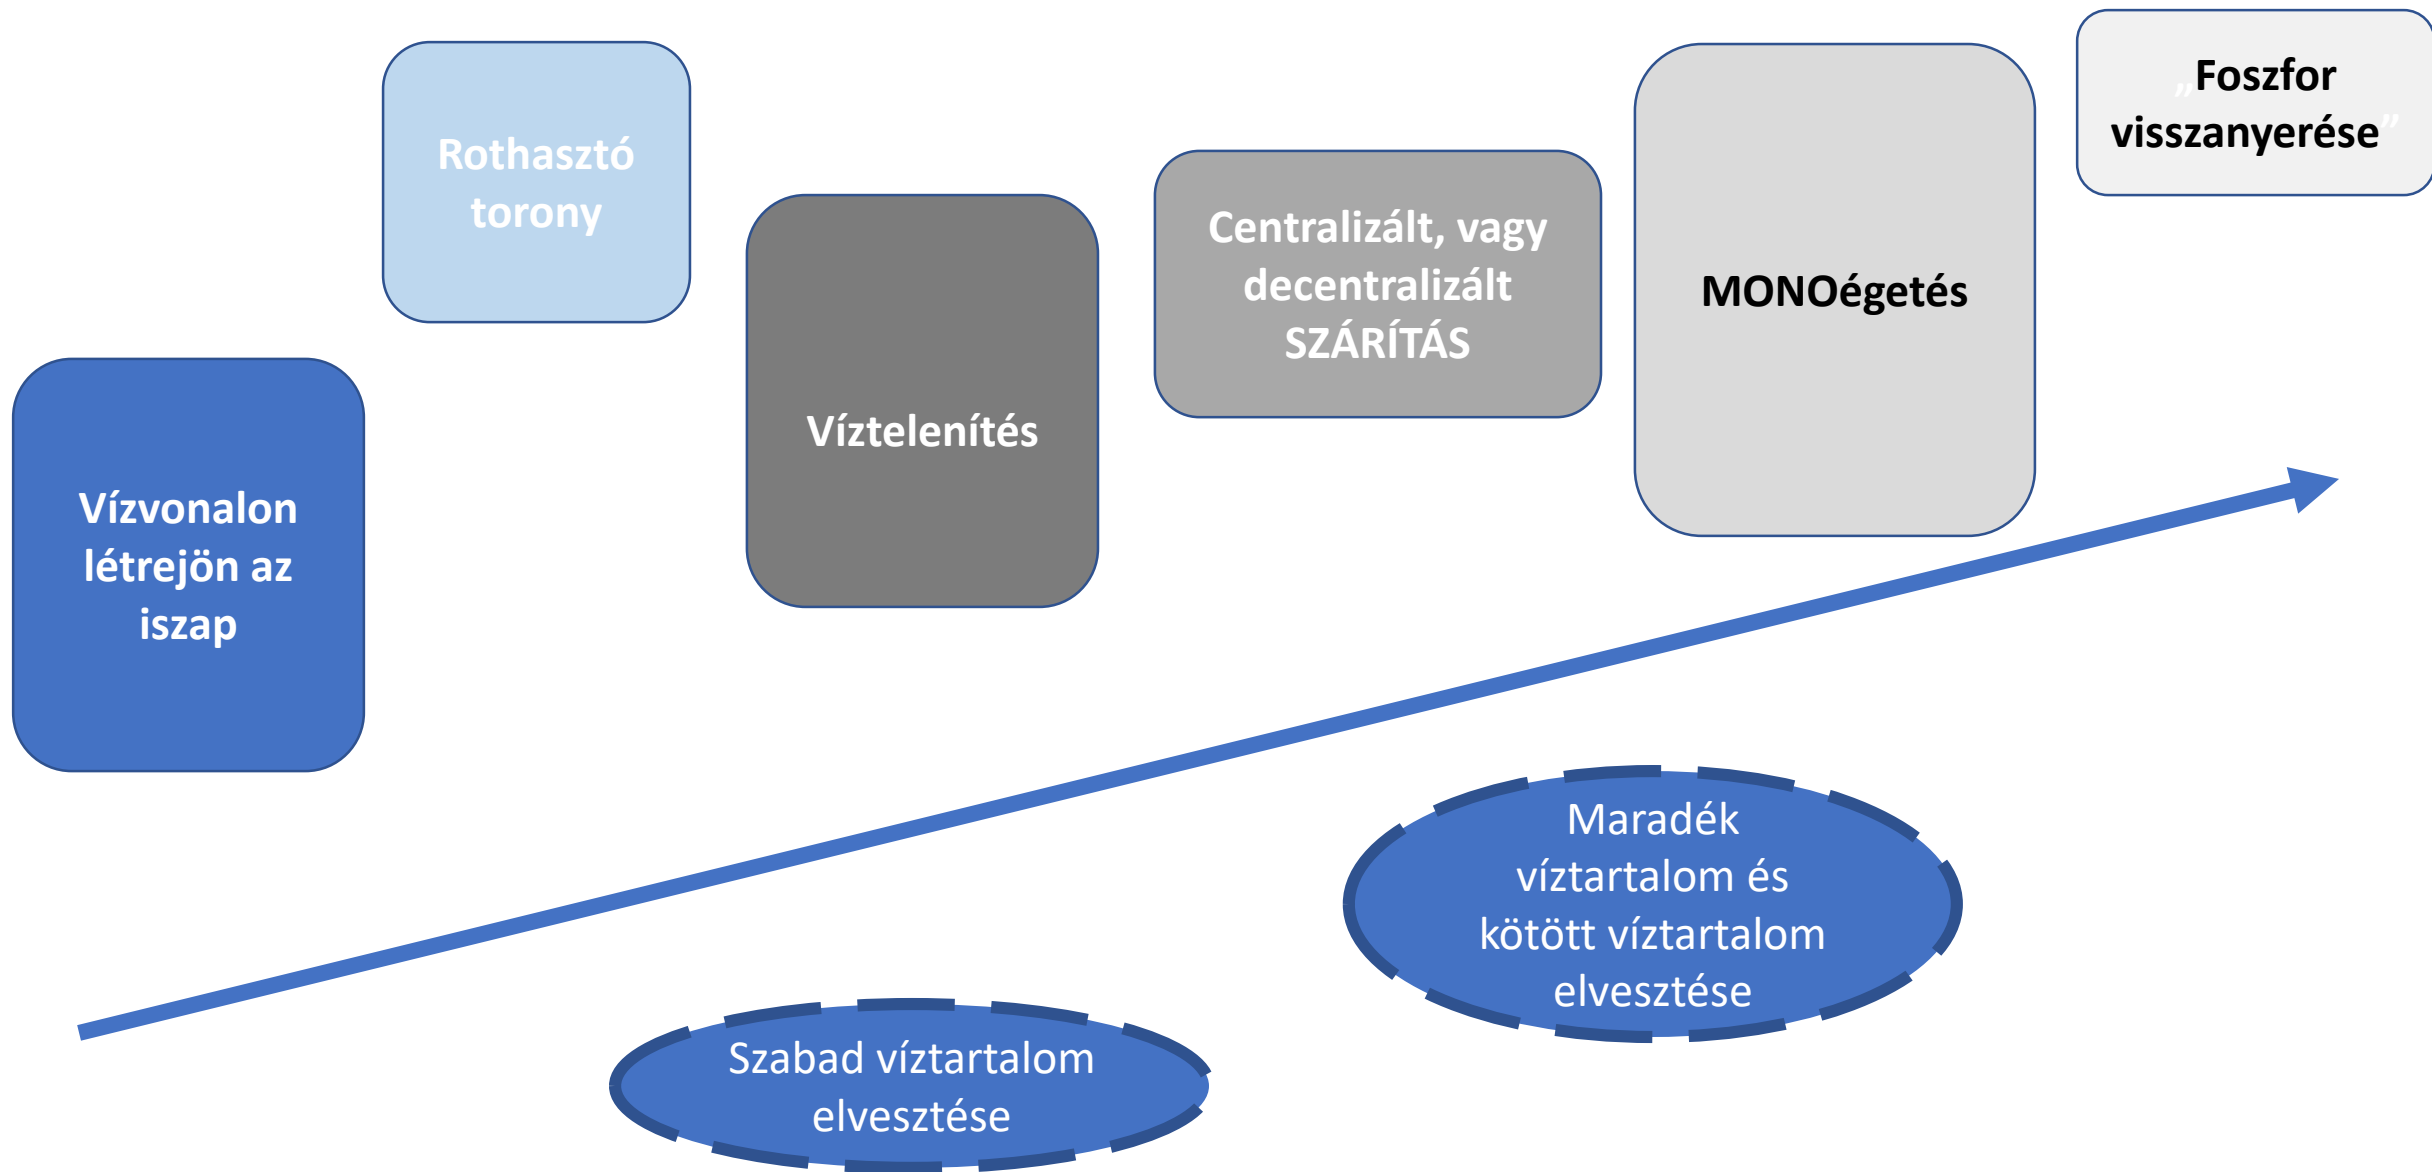 Vízvonalon
létrejön az
iszap
Rothasztó
torony
Víztelenítés
Centralizált, vagy
decentralizált
SZÁRÍTÁS
MONOégetés
„Foszfor
visszanyerése”
Szabad víztartalom
elvesztése
Maradék
víztartalom és
kötött víztartalom
elvesztése